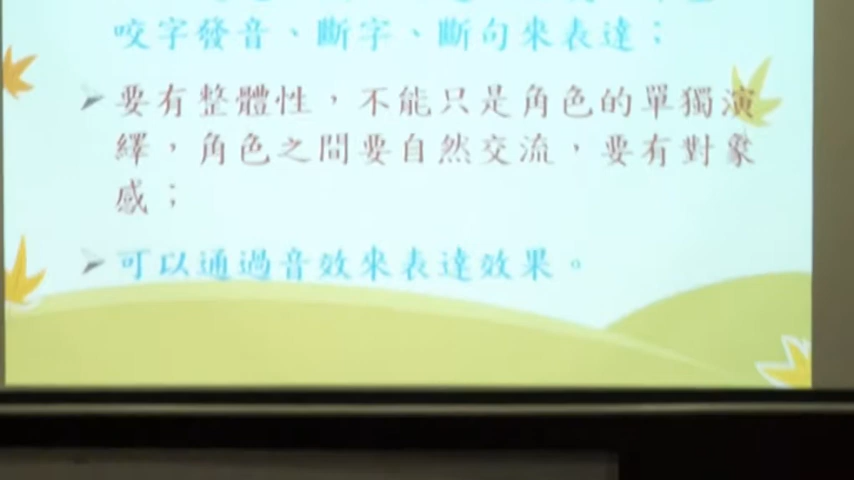 咬字發音、斷字、斷句來表達；
要有整體性，不能只是角色的單獨演
繹，角色之間要自然交流，要有對象
感；
可以通過音效來表達效果。